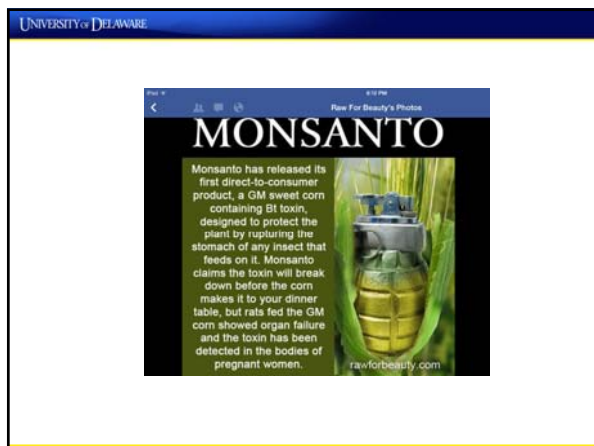 UNIVERSITY OF DELAWARE
iPad
8:12 PM
Raw For Beauty's Photos
MONSANTO
Monsanto has released its
first direct-to-consumer
product, a GM sweet corn
containing Bt toxin,
designed to protect the
plant by rupturing the
stomach of any insect that
feeds on it. Monsanto
claims the toxin will break
down before the corn
makes it to your dinner
table, but rats fed the GM
corn showed organ failure
and the toxin has been
detected in the bodies of
pregnant women.
rawforbeauty.com